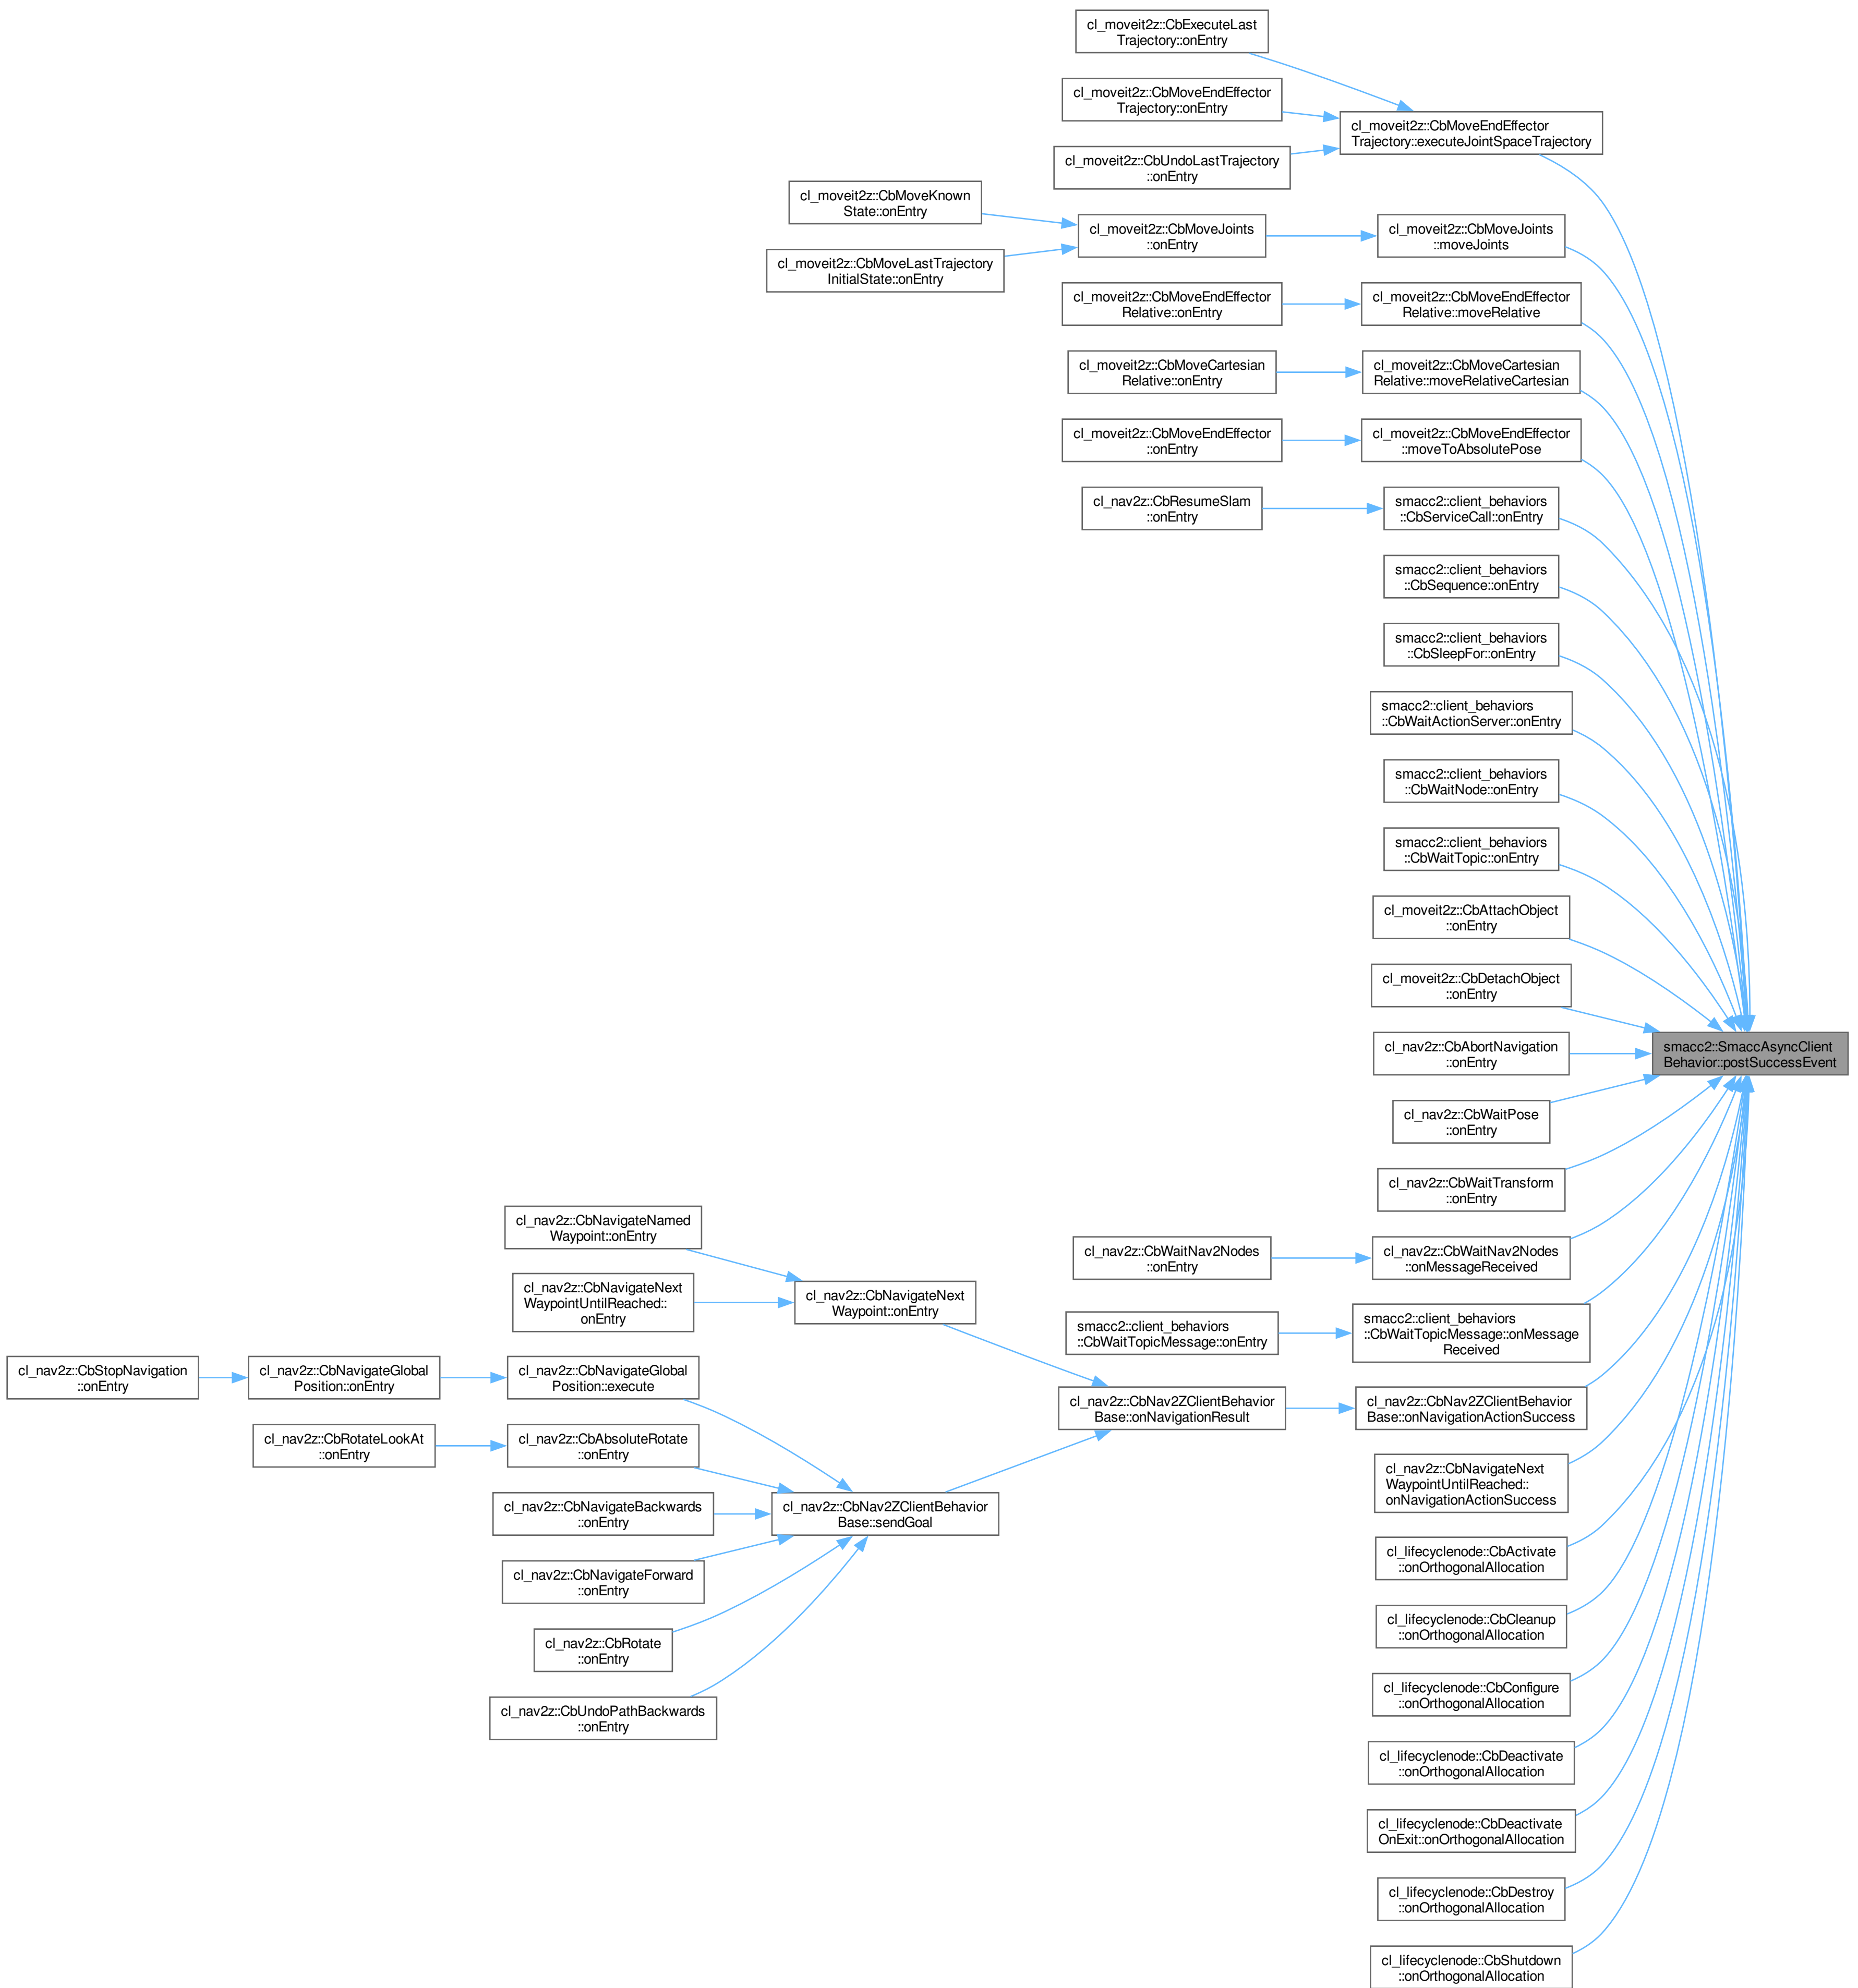 cl_moveit2z::CbExecuteLast
Trajectory::onEntry
cl_moveit2z::CbMoveEndEffector
Trajectory::onEntry
cl_moveit2z::CbMoveEndEffector
Trajectory::executeJointSpaceTrajectory
cl_moveit2z::CbUndoLastTrajectory
::onEntry
cl_moveit2z::CbMoveKnown
State::onEntry
cl_moveit2z::CbMoveJoints
::onEntry
cl_moveit2z::CbMoveJoints
::moveJoints
cl_moveit2z::CbMoveLastTrajectory
InitialState::onEntry
cl_moveit2z::CbMoveEndEffector
Relative::onEntry
cl_moveit2z::CbMoveEndEffector
Relative::moveRelative
cl_moveit2z::CbMoveCartesian
Relative::onEntry
cl_moveit2z::CbMoveCartesian
Relative::moveRelativeCartesian
cl_moveit2z::CbMoveEndEffector
::onEntry
cl_moveit2z::CbMoveEndEffector
::moveToAbsolutePose
cl_nav2z::CbResumeSlam
::onEntry
smacc2::client_behaviors
::CbServiceCall::onEntry
smacc2::client_behaviors
::CbSequence::onEntry
smacc2::client_behaviors
::CbSleepFor::onEntry
smacc2::client_behaviors
::CbWaitActionServer::onEntry
smacc2::client_behaviors
::CbWaitNode::onEntry
smacc2::client_behaviors
::CbWaitTopic::onEntry
cl_moveit2z::CbAttachObject
::onEntry
cl_moveit2z::CbDetachObject
::onEntry
smacc2::SmaccAsyncClient
Behavior::postSuccessEvent
cl_nav2z::CbAbortNavigation
::onEntry
cl_nav2z::CbWaitPose
::onEntry
cl_nav2z::CbWaitTransform
::onEntry
cl_nav2z::CbNavigateNamed
Waypoint::onEntry
cl_nav2z::CbWaitNav2Nodes
::onEntry
cl_nav2z::CbWaitNav2Nodes
::onMessageReceived
cl_nav2z::CbNavigateNext
WaypointUntilReached::
onEntry
cl_nav2z::CbNavigateNext
Waypoint::onEntry
smacc2::client_behaviors
::CbWaitTopicMessage::onEntry
smacc2::client_behaviors
::CbWaitTopicMessage::onMessage
Received
cl_nav2z::CbStopNavigation
::onEntry
cl_nav2z::CbNavigateGlobal
Position::onEntry
cl_nav2z::CbNavigateGlobal
Position::execute
cl_nav2z::CbNav2ZClientBehavior
Base::onNavigationResult
cl_nav2z::CbNav2ZClientBehavior
Base::onNavigationActionSuccess
cl_nav2z::CbRotateLookAt
::onEntry
cl_nav2z::CbAbsoluteRotate
::onEntry
cl_nav2z::CbNavigateNext
WaypointUntilReached::
onNavigationActionSuccess
cl_nav2z::CbNavigateBackwards
::onEntry
cl_nav2z::CbNav2ZClientBehavior
Base::sendGoal
cl_lifecyclenode::CbActivate
::onOrthogonalAllocation
cl_nav2z::CbNavigateForward
::onEntry
cl_lifecyclenode::CbCleanup
::onOrthogonalAllocation
cl_nav2z::CbRotate
::onEntry
cl_lifecyclenode::CbConfigure
::onOrthogonalAllocation
cl_nav2z::CbUndoPathBackwards
::onEntry
cl_lifecyclenode::CbDeactivate
::onOrthogonalAllocation
cl_lifecyclenode::CbDeactivate
OnExit::onOrthogonalAllocation
cl_lifecyclenode::CbDestroy
::onOrthogonalAllocation
cl_lifecyclenode::CbShutdown
::onOrthogonalAllocation